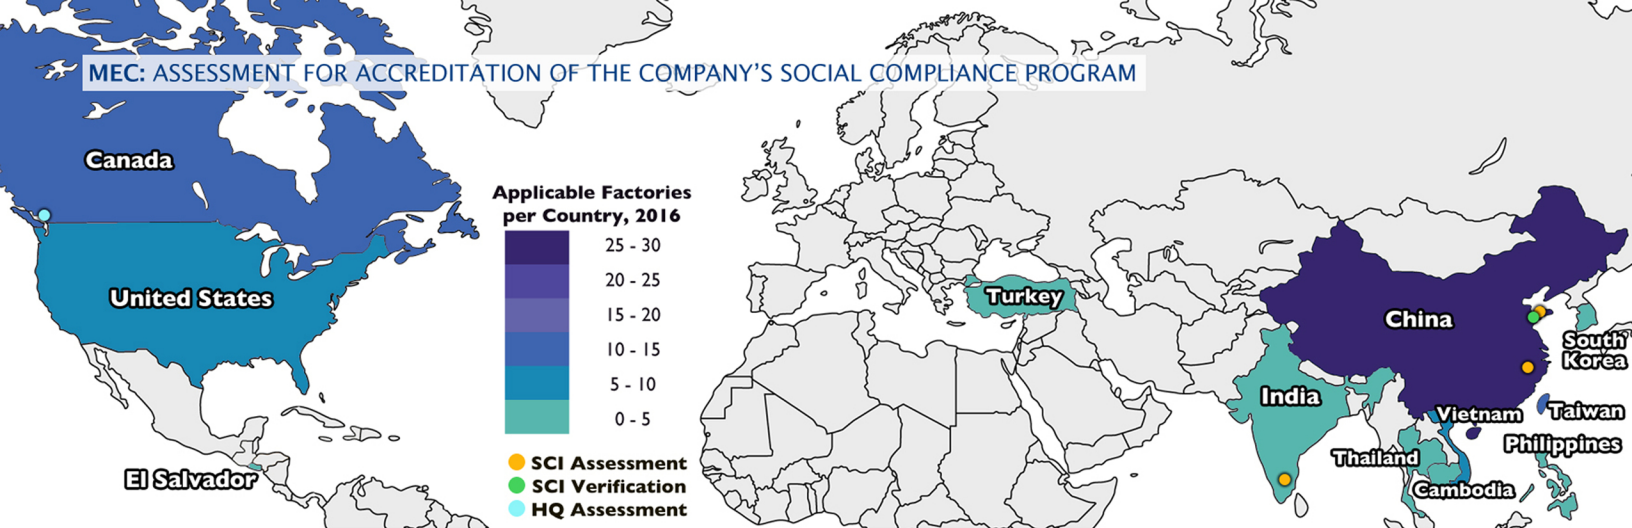 MEC: ASSESSMENT FOR ACCREDITATION OF THE COMPANY'S SOCIAL COMPLIANCE PROGRAM
Canada
United States
El Salvador
Applicable Factories
per Country, 2016
25 - 30
20 - 25
15 - 20
10 - 15
5 - 10
0 - 5
SCI Assessment
SCI Verification
HQ Assessment
Turkey
China
South
Korea
India
Vietnam
Taiwan
Philippines
Thailand
Cambodia